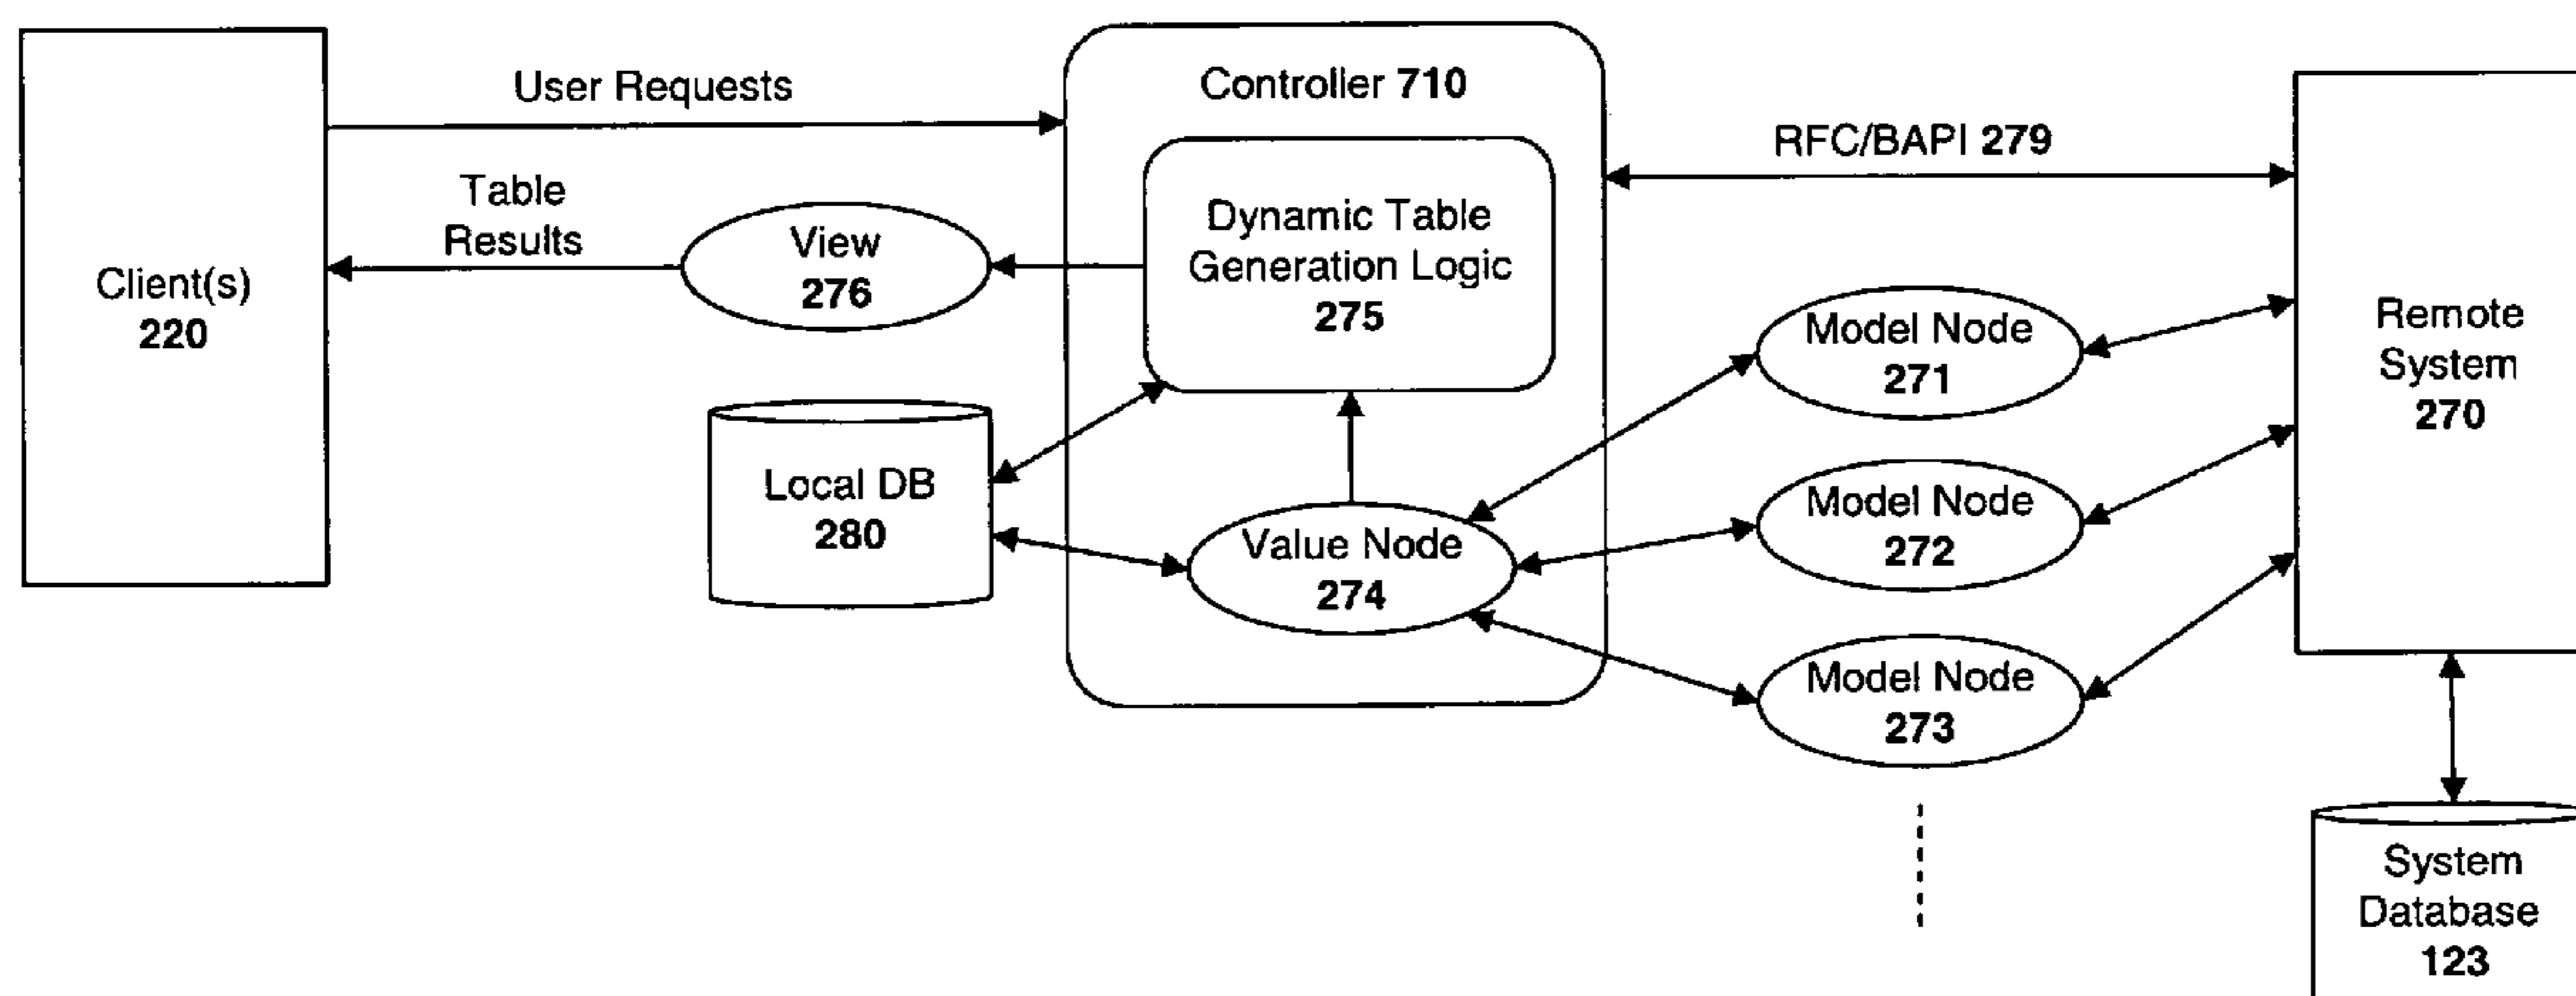 User Requests
Controller 710
RFC/BAPI 279
Table
Results
Client(s)
220
View
276
Dynamic Table
Generation Logic
275
Model Node
271
Remote
System
270
Local DB
280
Value Node
274
Model Node
272
Model Node
273
System
Database
123